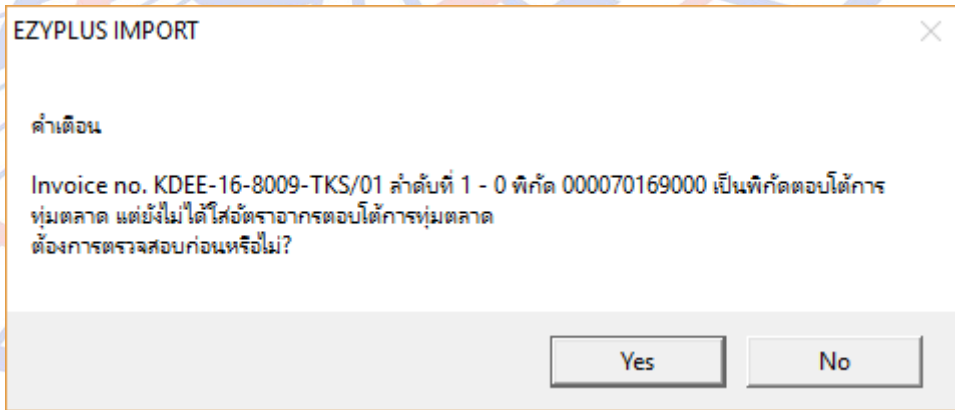 EZYPLUS IMPORT
คำเตือน
Invoice no. KDEE-16-8009-TKS/01 ลำดับที่ 1 - 0 พิกัด 000070169000 เป็นพิกัดตอบโต้การ
ทุ่มตลาด แต่ยังไม่ได้ใส่อัตราอากรตอบโต้การทุ่มตลาด
ต้องการตรวจสอบก่อนหรือไม่?
Yes No